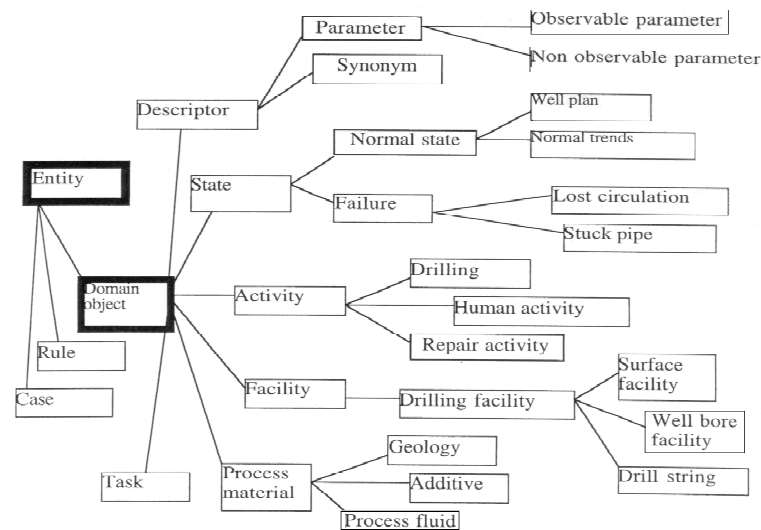 Parameter
Observable parameter
Synonym
Non observable parameter
Descriptor
Well plan
Normal state
Normal trends
Entity
State
Failure
Lost circulation
Stuck pipe
Domain
object
Activity
Drilling
Human activity
Repair activity
Rule
Case
Facility
Drilling facility
Surface
facility
Well bore
facility
Drill string
Task
Process
material
Geology
Additive
Process fluid